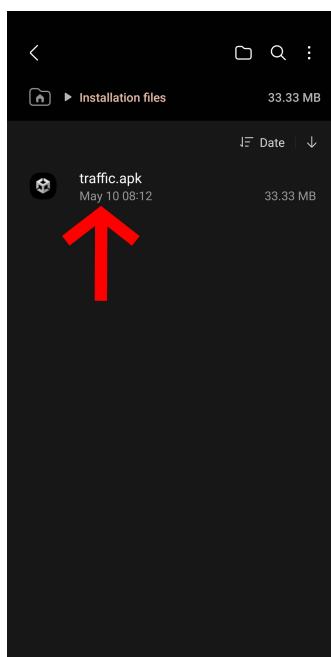 Installation files
33.33 MB
Date
traffic.apk
May 10 08:12
33.33 MB